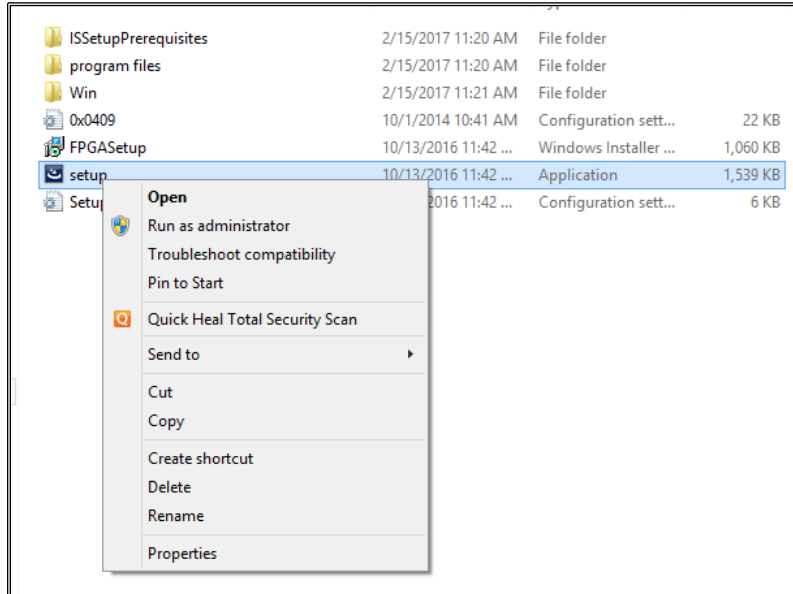 ISSetupPrerequisites 2/15/2017 11:20 AM File folder
program files 2/15/2017 11:20 AM File folder
Win 2/15/2017 11:21 AM File folder
0x0409 10/1/2014 10:41 AM Configuration sett... 22 KB
FPGASetup 10/13/2016 11:42 ... Windows Installer ... 1,060 KB
setup 10/13/2016 11:42 ... Application 1,539 KB
Setu 2016 11:42 ... Configuration sett... 6 KB
Open
Run as administrator
Troubleshoot compatibility
Pin to Start
Quick Heal Total Security Scan
Send to
Cut
Copy
Create shortcut
Delete
Rename
Properties